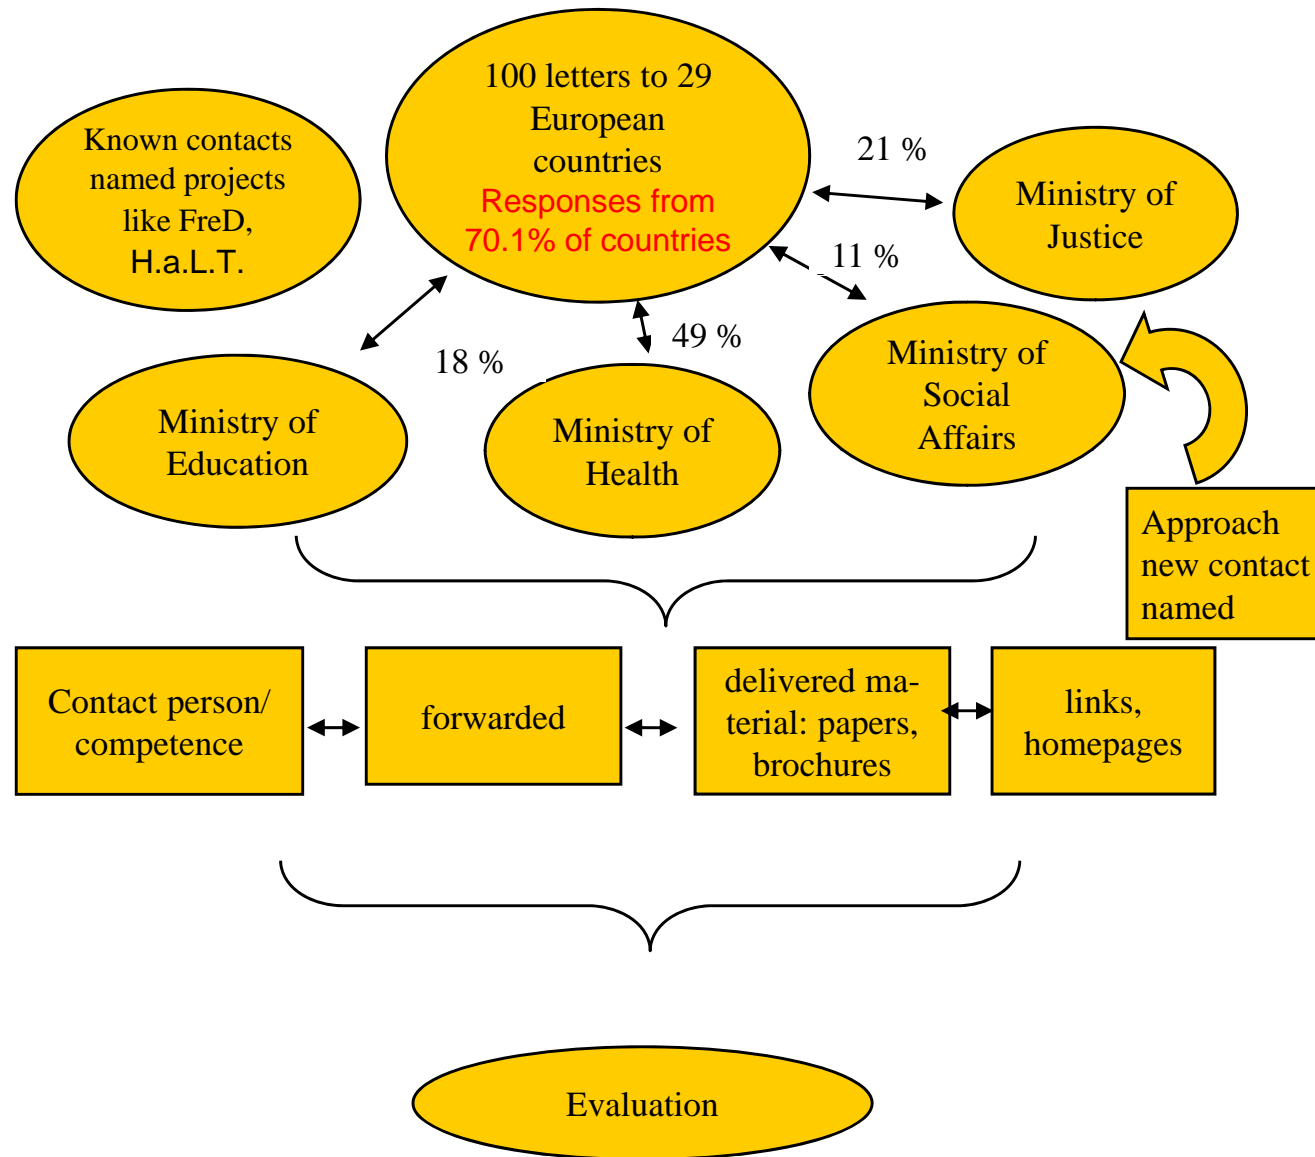 100 letters to 29
European
countries
Responses from
70.1% of countries
Known contacts
named projects
like FreD,
H.a.L.T.
21 %
Ministry of
Justice
11 %
18 %
49 %
Ministry of
Education
Ministry of
Health
Ministry of
Social
Affairs
Approach
new contact
named
Contact person/
competence
forwarded
delivered ma-
terial: papers,
brochures
links,
homepages
Evaluation